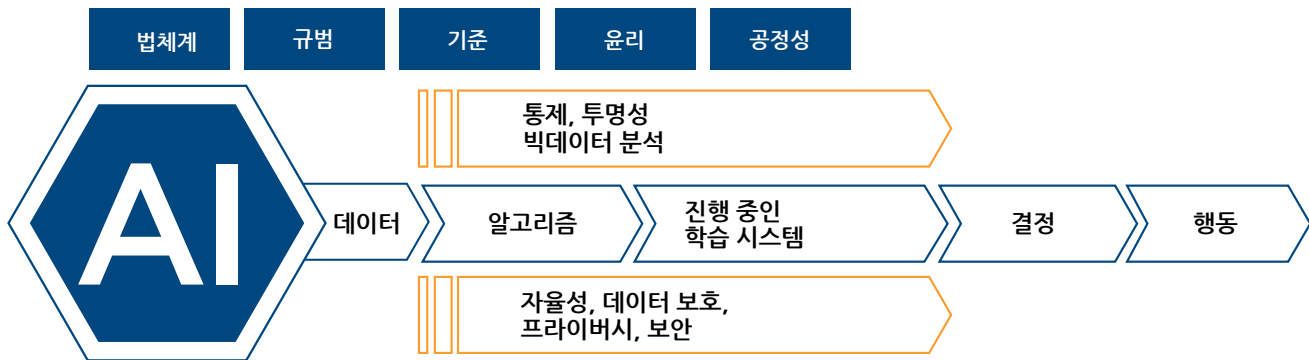 법체계
규범
기준
윤리
공정성
통제, 투명성
빅데이터 분석
AI
데이터
알고리즘
진행 중인
학습 시스템
결정
행동
자율성, 데이터 보호,
프라이버시, 보안